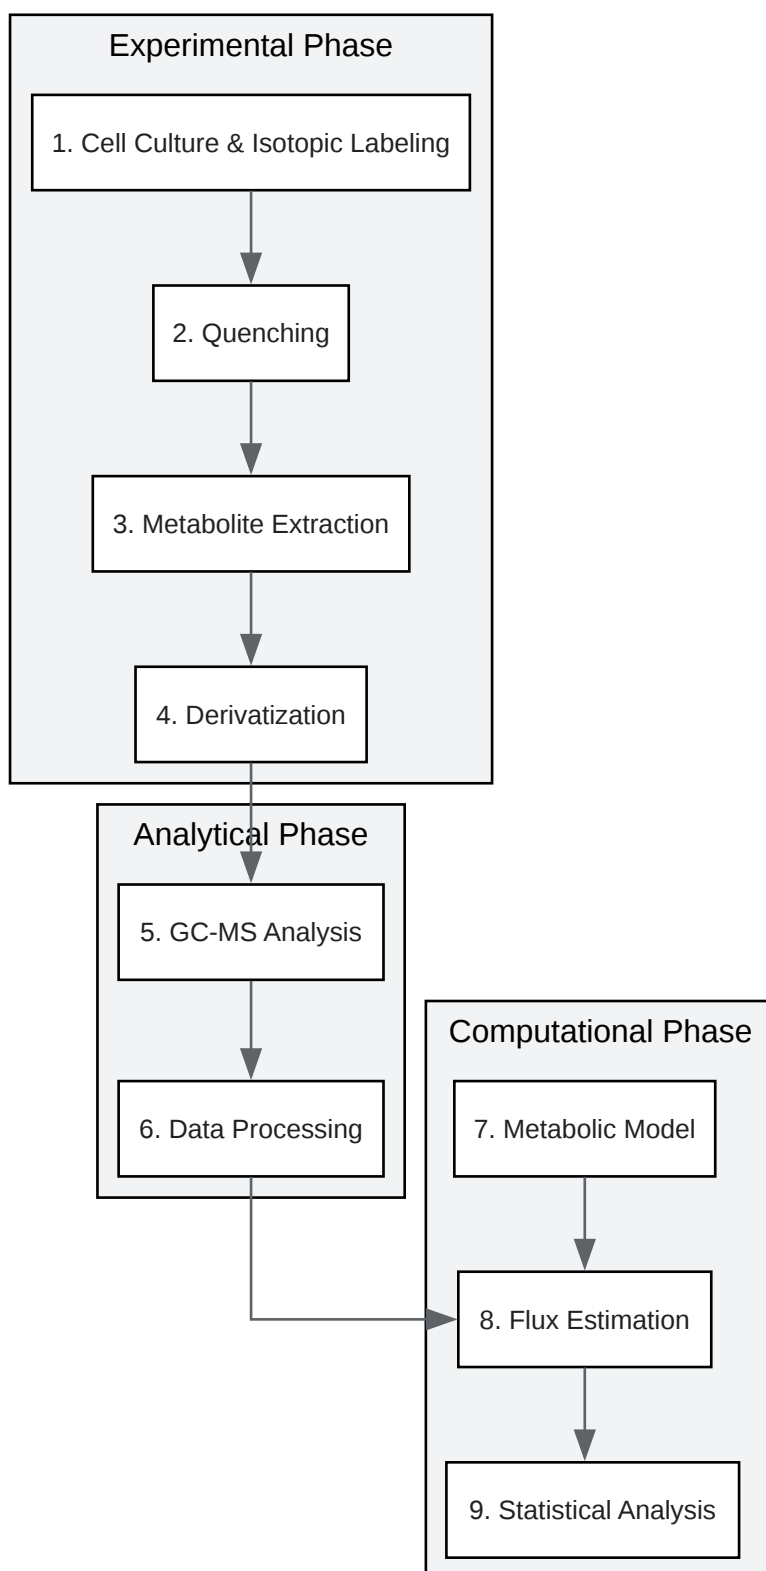 Experimental Phase
1. Cell Culture & Isotopic Labeling
2. Quenching
3. Metabolite Extraction
4. Derivatization
Analytical Phase
5. GC-MS Analysis
6. Data Processing
Computational Phase
7. Metabolic Model
8. Flux Estimation
9. Statistical Analysis